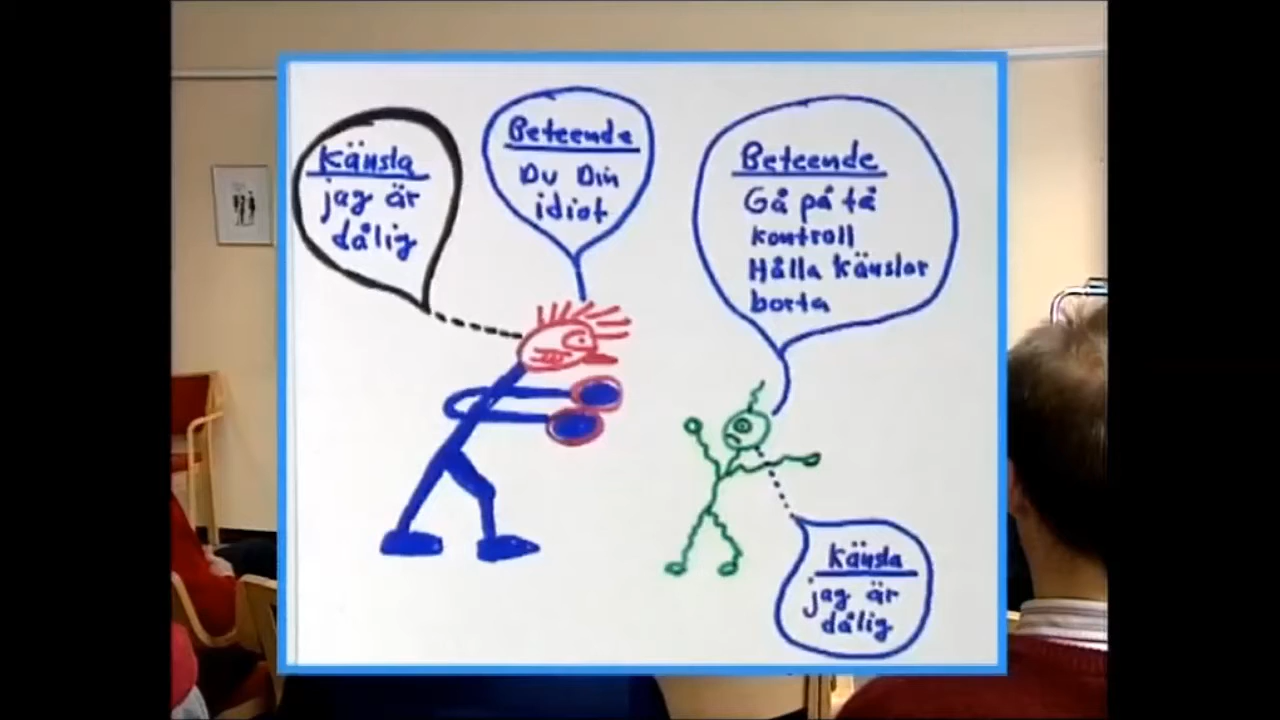 Känsla
jag är
dålig
Beteende
Du Din
idiot
Beteende
Gå på tå
kontroll
Hålla känslor
borta
Känsla
jag är
dålig